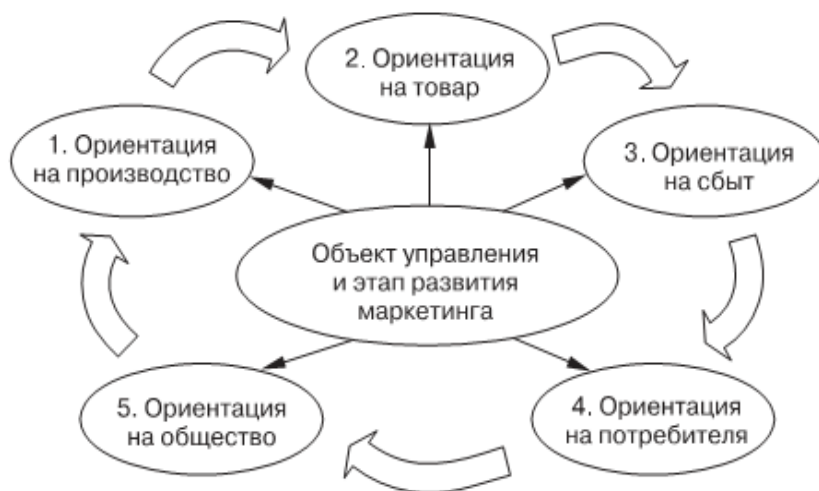 1. Ориентация
на производство
2. Ориентация
на товар
3. Ориентация
на сбыт
Объект управления
и этап развития
маркетинга
4. Ориентация
на потребителя
5. Ориентация
на общество